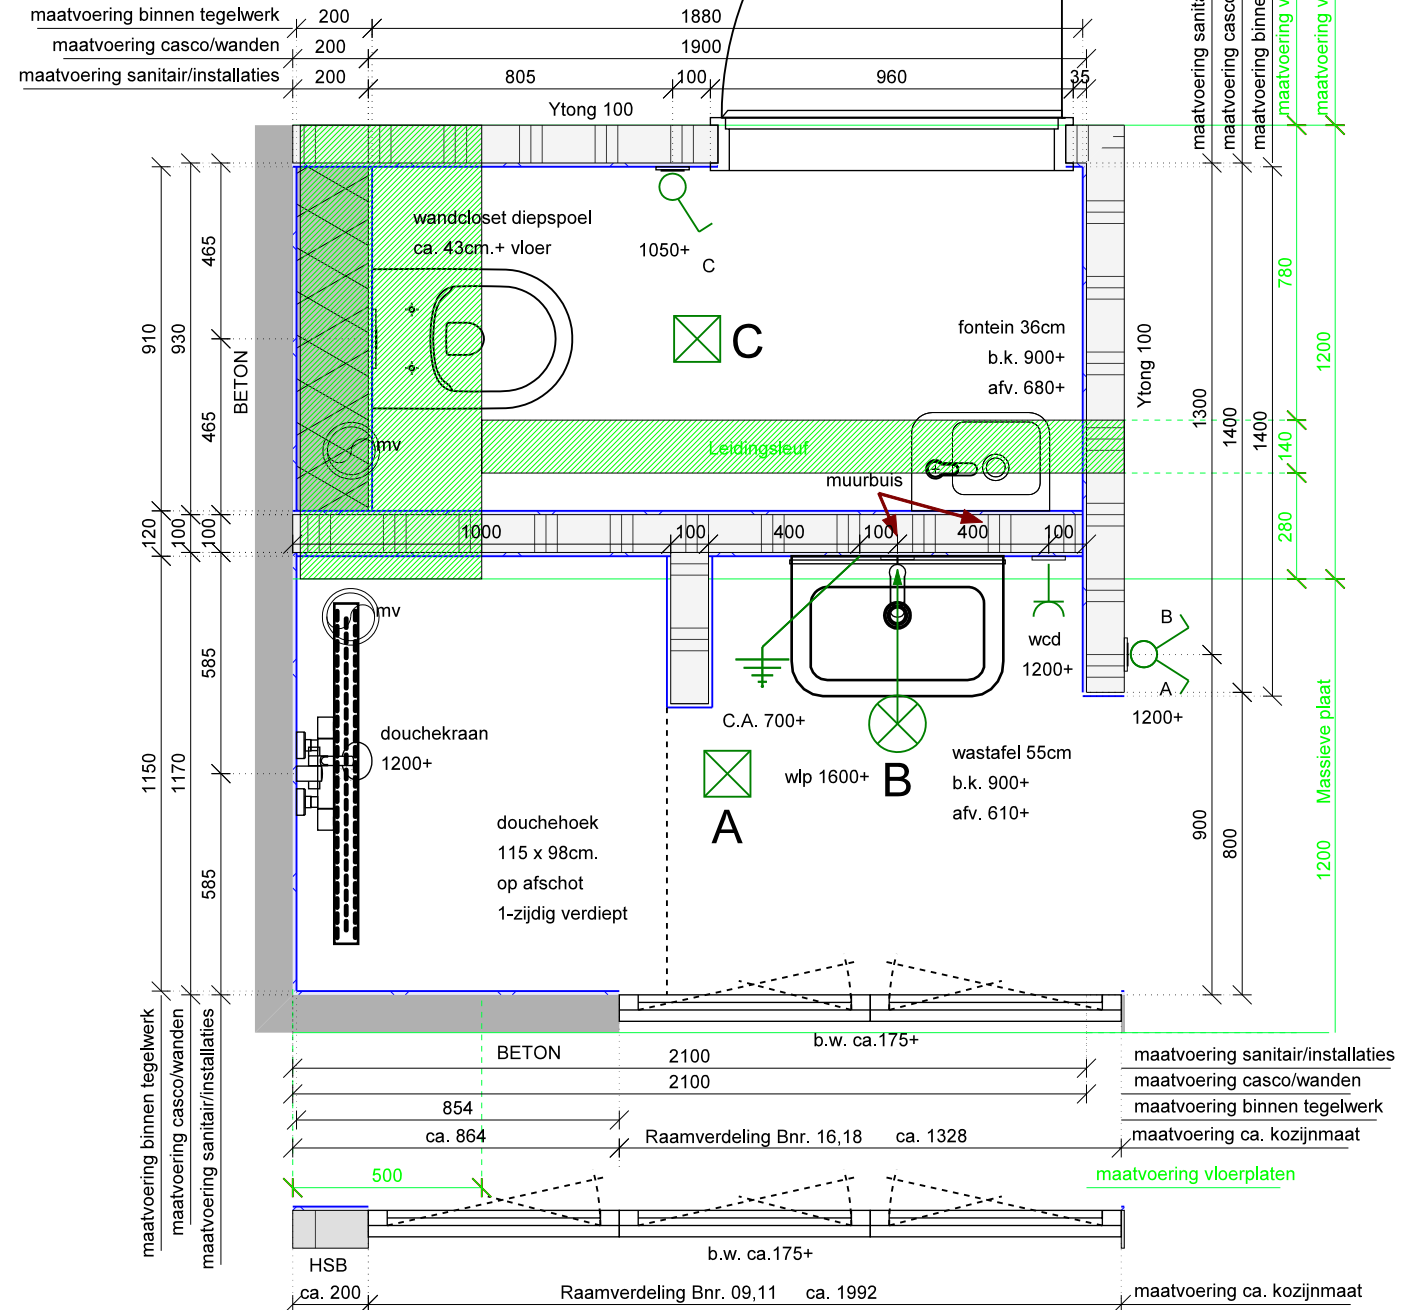 maatvoering binnen tegelwerk 200 1880
maatvoering casco/wanden 200 1900
maatvoering sanitair/installaties 200 805 100 960 35
Ytong 100
wandcloset diepspoel
ca. 43cm.+ vloer
1050+
C
C
fontein 36cm
b.k. 900+
afv. 680+
mv
Leidingsleuf
muurbuis
BETON
Ytong 100
910
930
465
465
120
100
100
1000 100 400 100 400 100
mv
585
585
1150
1170
douchekraan
1200+
douchehoek
115 x 98cm.
op afschot
1-zijdig verdiept
C.A. 700+
A
wlp 1600+
B
wastafel 55cm
b.k. 900+
afv. 610+
wcd
1200+
B
A
1200+
1300
1400
1400
900
800
780
140
280
1200
Massieve plaat
1200
maatvoering casco
maatvoering binne
maatvoering
maatvoering
BETON
b.w. ca.175+
2100
2100
854
ca. 864 Raamverdeling Bnr. 16,18 ca. 1328
maatvoering sanitair/installaties
maatvoering casco/wanden
maatvoering binnen tegelwerk
maatvoering ca. kozijnmaat
500
maatvoering vloerplaten
maatvoering binnen tegelwerk
maatvoering casco/wanden
maatvoering sanitair/installaties
HSB
b.w. ca.175+
ca. 200 Raamverdeling Bnr. 09,11 ca. 1992
maatvoering ca. kozijnmaat